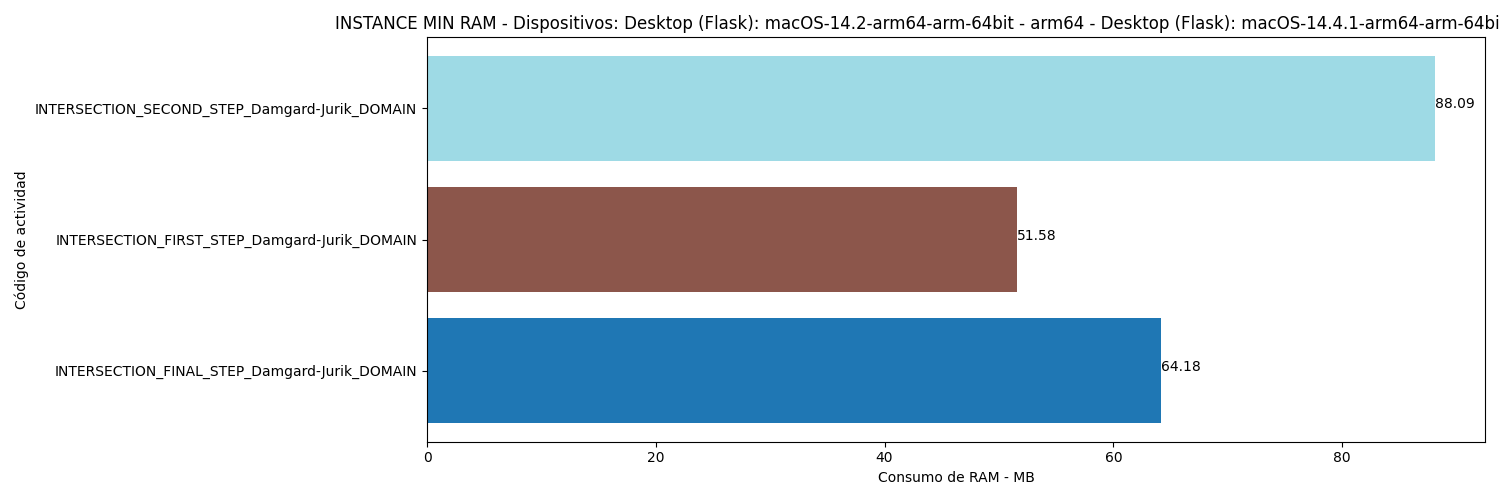 INSTANCE MIN RAM - Dispositivos: Desktop (Flask): macOS-14.2-arm64-arm-64bit - arm64 - Desktop (Flask): macOS-14.4.1-arm64-arm-64bi
INTERSECTION_SECOND_STEP_Damgard-Jurik_DOMAIN
88.09
INTERSECTION_FIRST_STEP_Damgard-Jurik_DOMAIN
51.58
INTERSECTION_FINAL_STEP_Damgard-Jurik_DOMAIN
64.18
Código de actividad
0 20 40 60 80
Consumo de RAM - MB